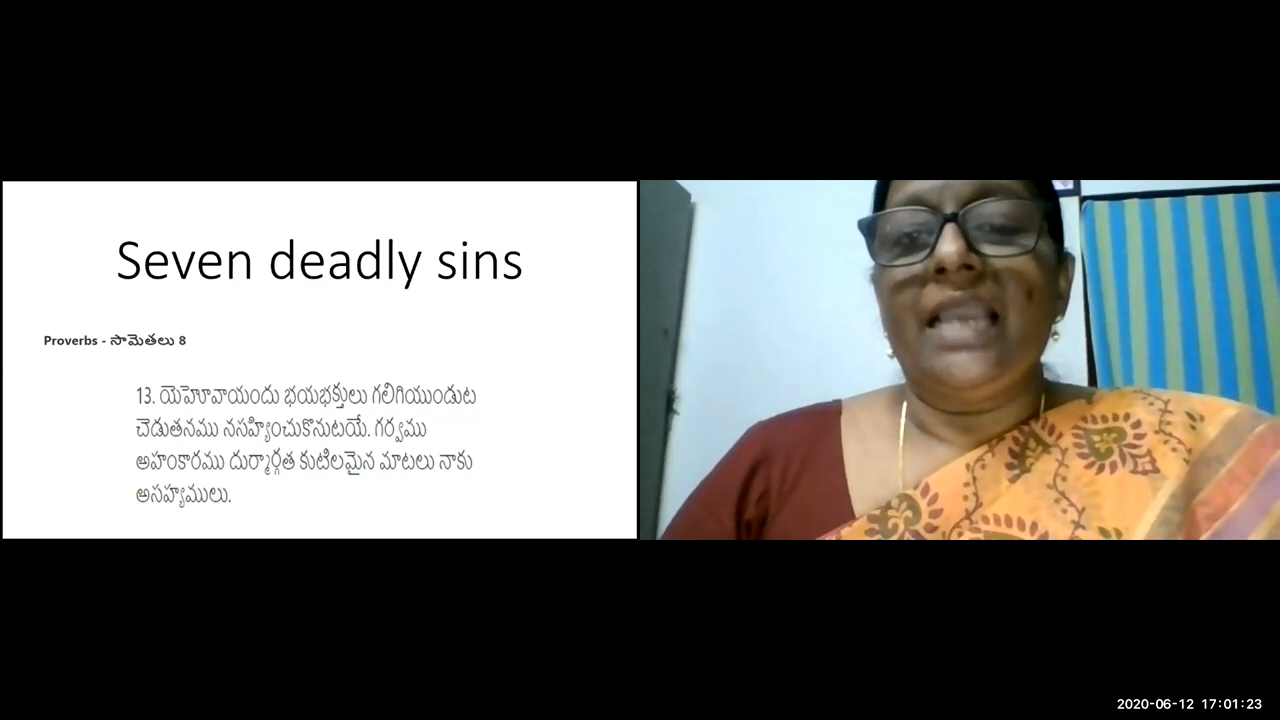 Seven deadly sins
Proverbs - సామెతలు 8
13. యెహోవాయందు భయభక్తులు గలిగియుండుట
చెడుతనము నసహ్యించుకొనుటయే. గర్వము
అహంకారము దుర్మార్గత కుటిలమైన మాటలు నాకు
అసహ్యములు.
2020-06-12 17:01:23